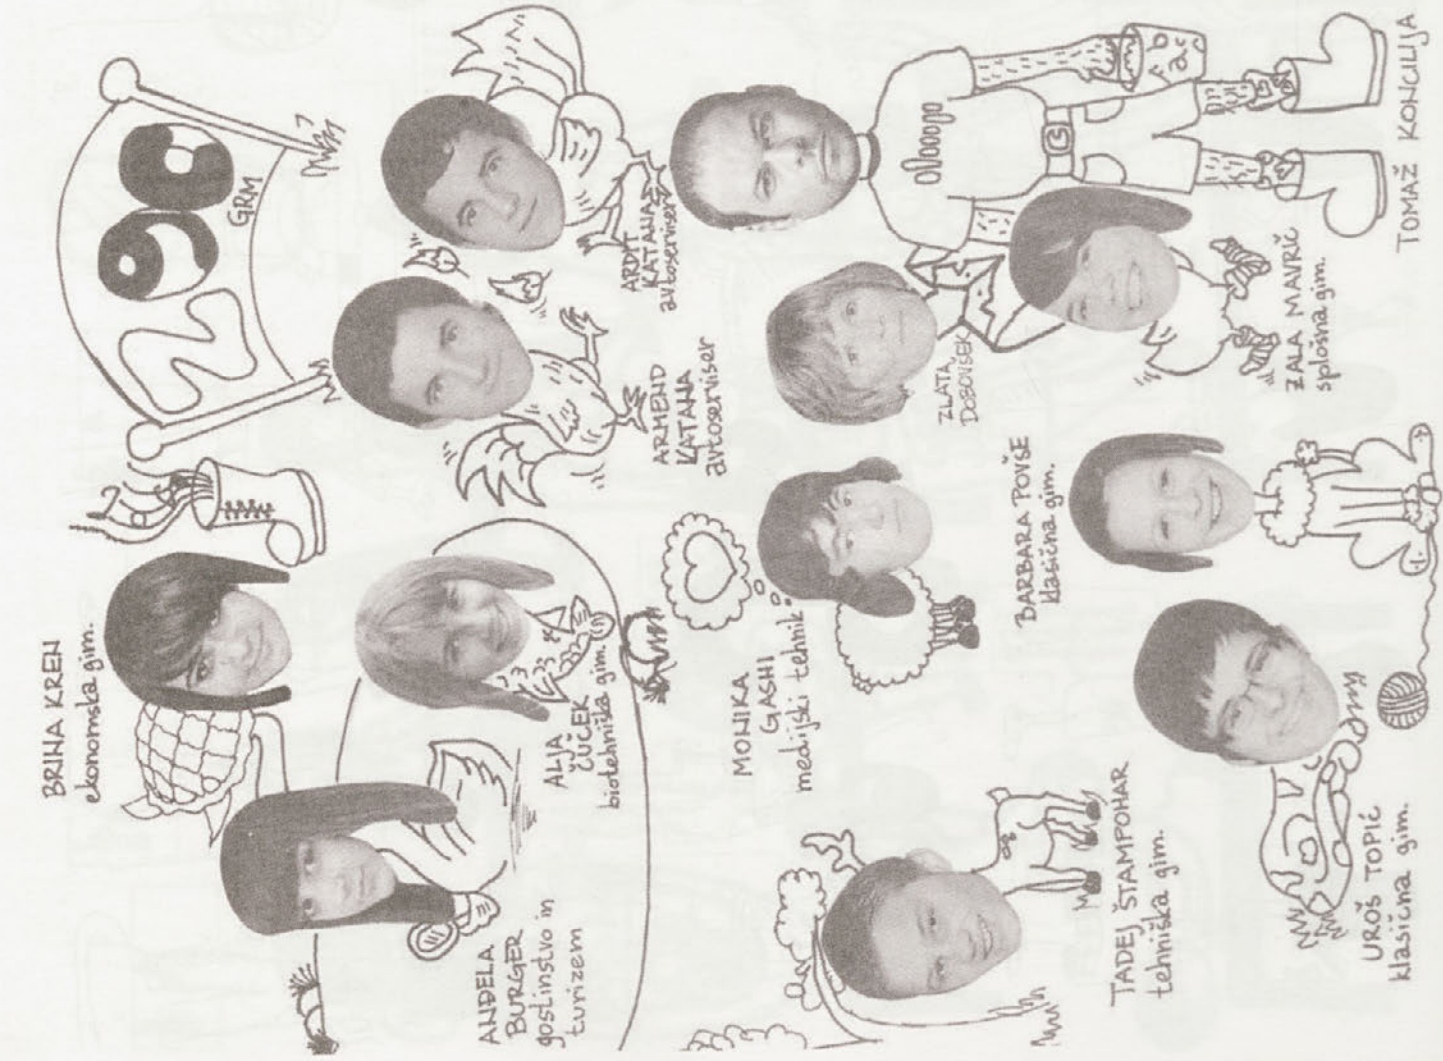 9c
GRM
BRINA KREN
ekonomska gim.
ANĐELA
BURGER
gostinstvo in
turizem
ALJA
ČUČEK
biotehniška gim.
ARMEND
KATANA
avtoserviser
ARDIT
KATANA
avtoserviser
MONIKA
GASHI
medijski tehnik
ZLATA
DOBOVŠEK
TADEJ ŠTAMPOHAR
tehniška gim.
BARBARA POVŠE
klasična gim.
ZALA MAVRIČ
splošna gim.
UROŠ TOPIĆ
klasična gim.
TOMAŽ KONCILIJA